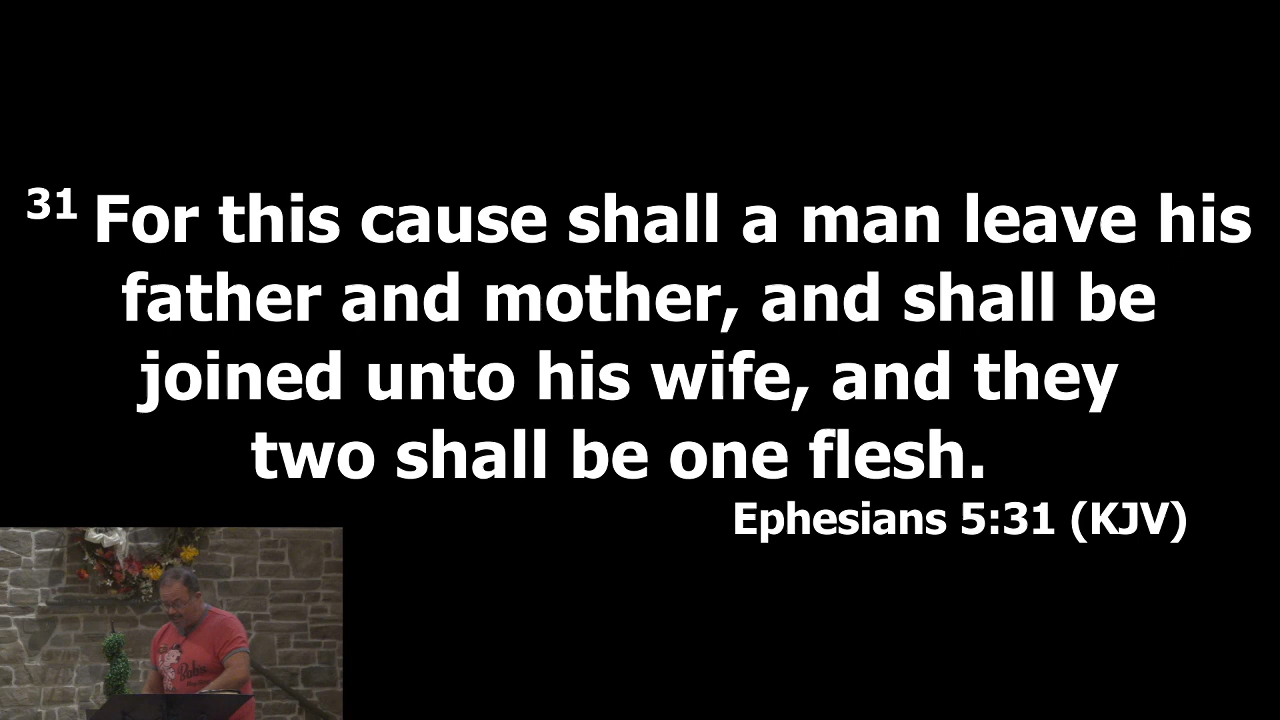 31 For this cause shall a man leave his
father and mother, and shall be
joined unto his wife, and they
two shall be one flesh.
Ephesians 5:31 (KJV)